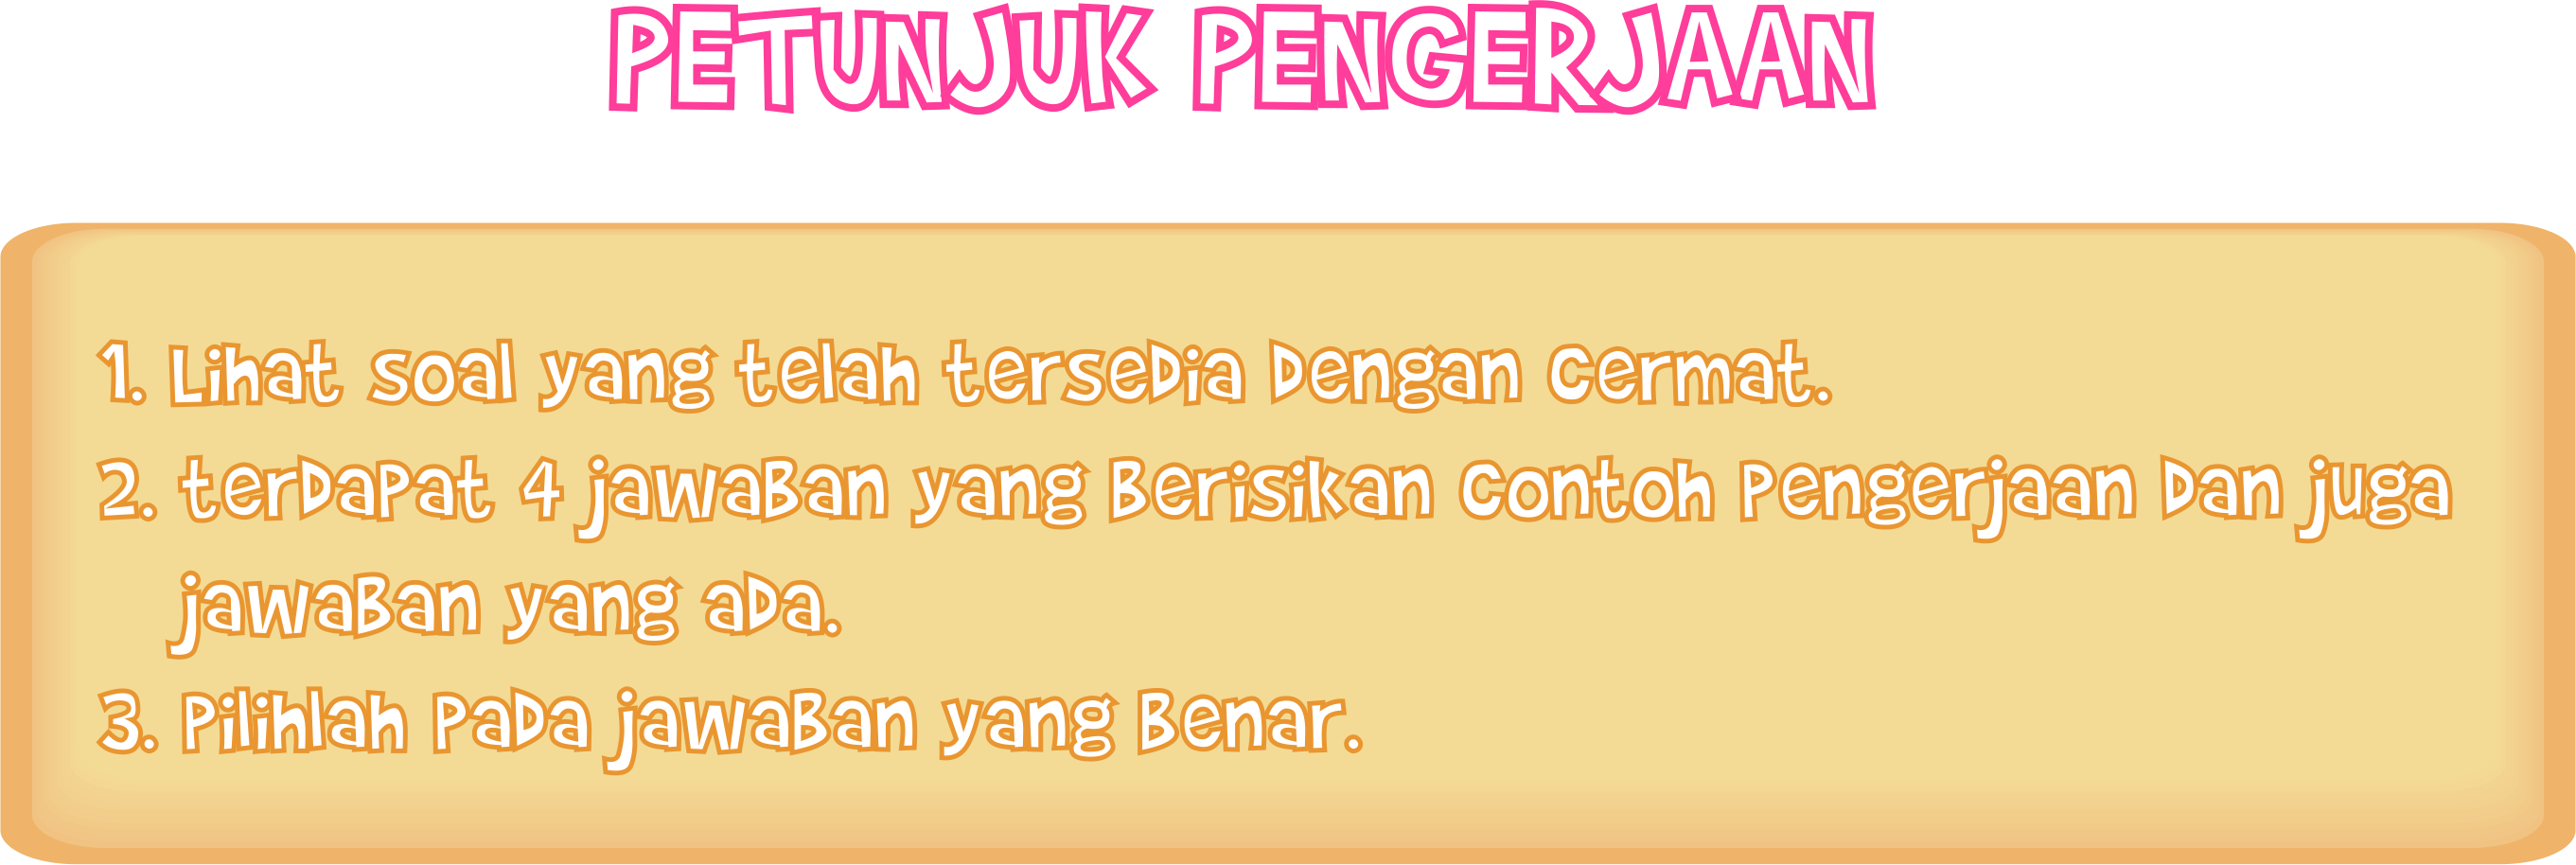 PETUNJUK PENGERJAAN
1. Lihat soal yang telah tersedia dengan cermat.
2. terdapat 4 jawaban yang berisikan contoh pengerjaan dan juga
jawaban yang ada.
3. Pilihlah pada jawaban yang benar.